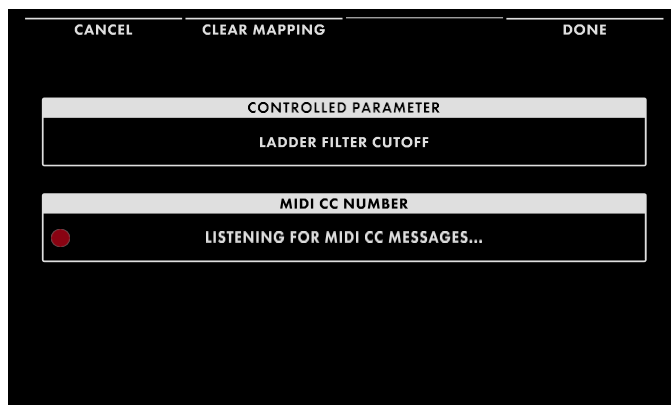 CANCEL CLEAR MAPPING DONE
CONTROLLED PARAMETER
LADDER FILTER CUTOFF
MIDI CC NUMBER
LISTENING FOR MIDI CC MESSAGES...